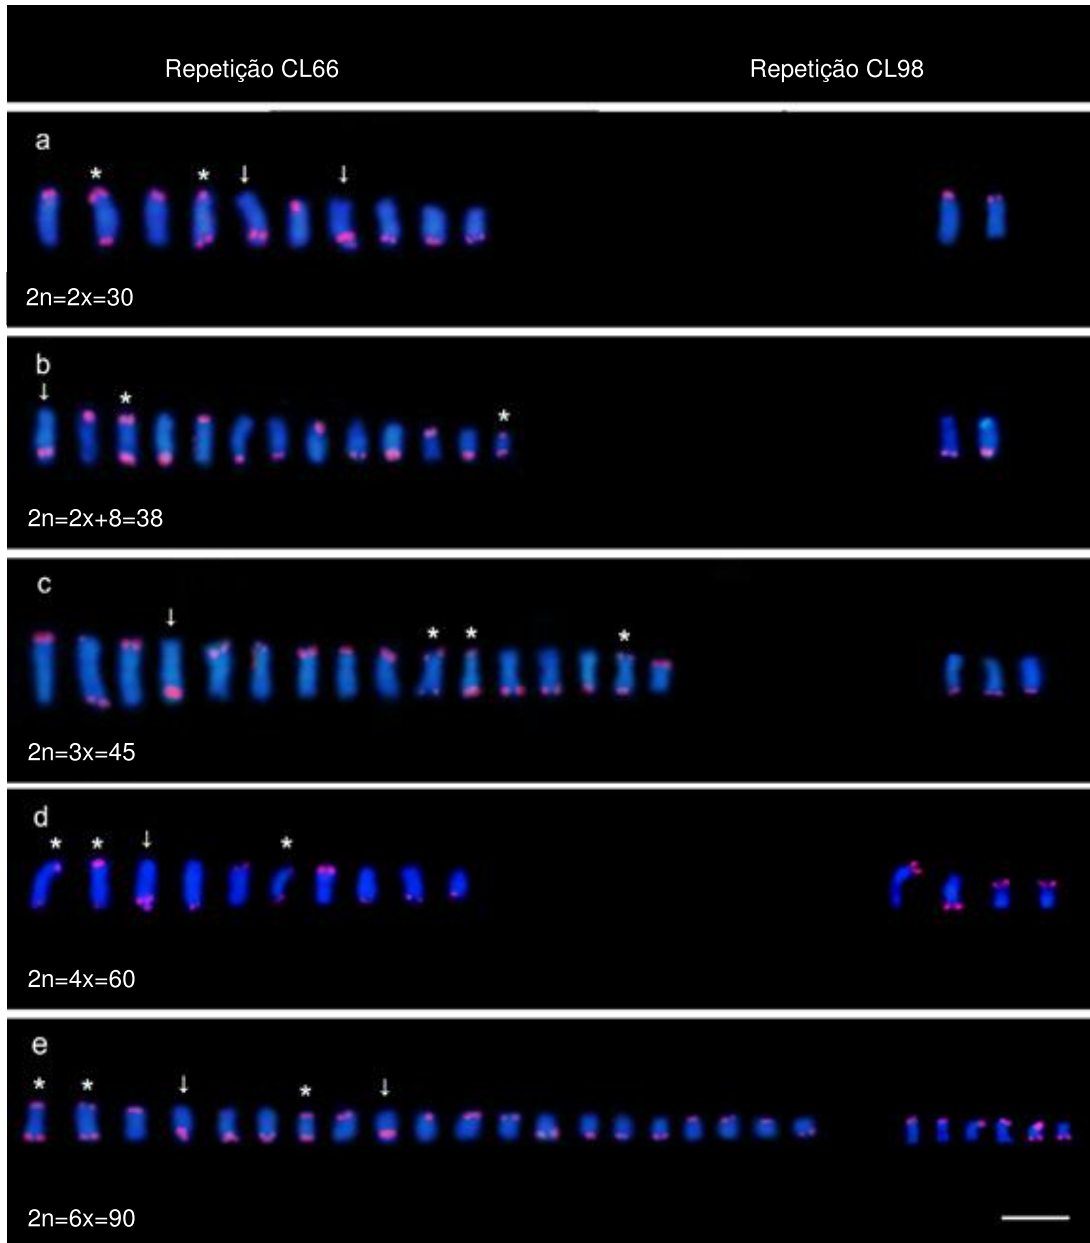 Repetição CL66 Repetição CL98
a
* * ↓ ↓
2n=2x=30
b
↓ * *
2n=2x+8=38
c
↓ * * *
2n=3x=45
d
* * ↓ *
2n=4x=60
e
* * ↓ * ↓
2n=6x=90